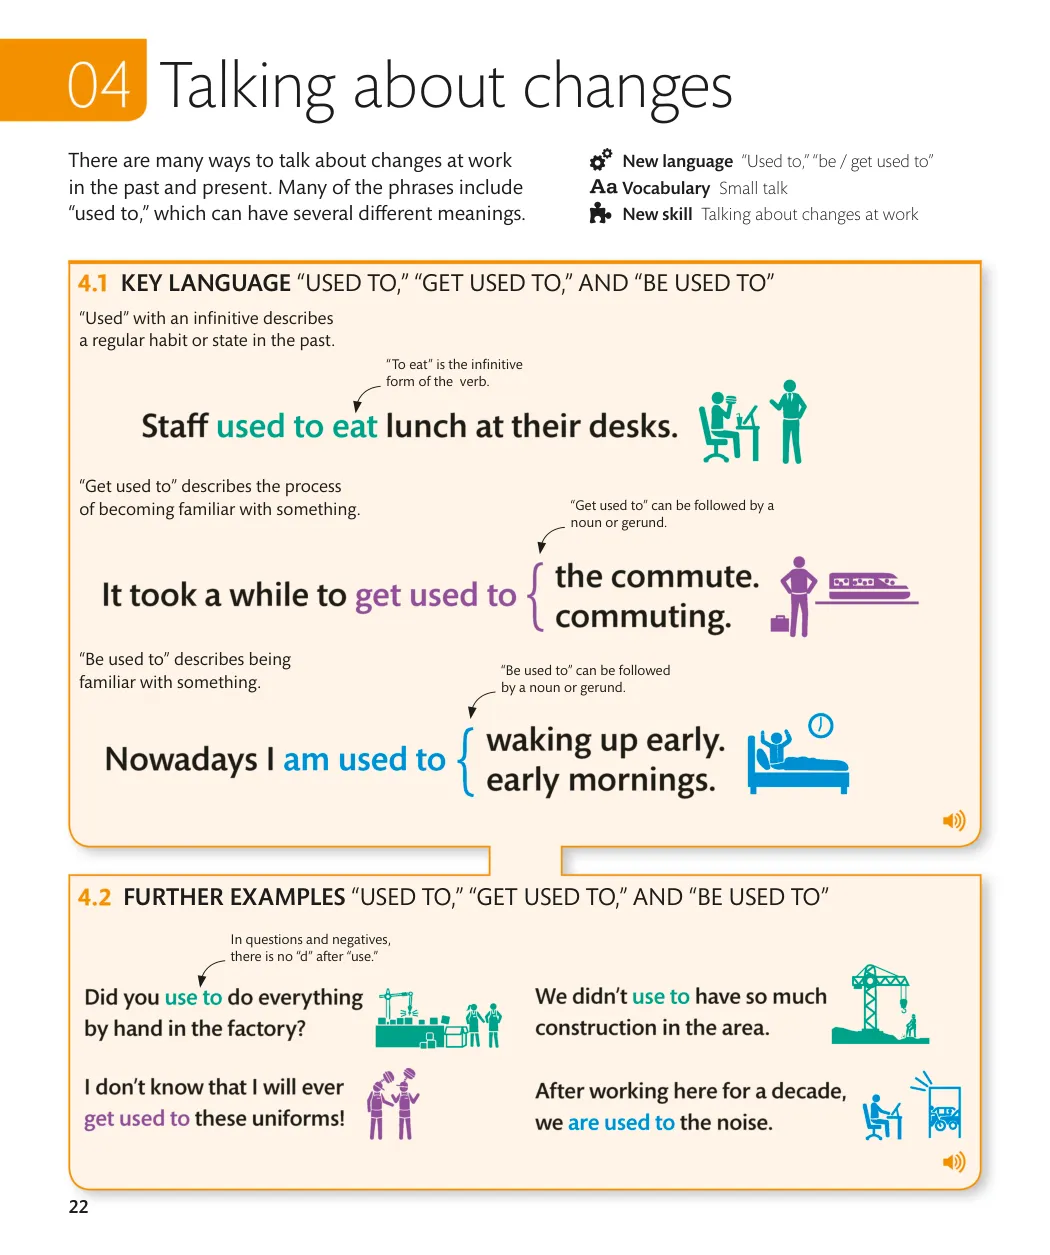 04 Talking about changes
There are many ways to talk about changes at work
in the past and present. Many of the phrases include
“used to,” which can have several different meanings.
New language “Used to,” “be / get used to”
Aa Vocabulary Small talk
New skill Talking about changes at work
4.1 KEY LANGUAGE “USED TO,” “GET USED TO,” AND “BE USED TO”
“Used” with an infinitive describes
a regular habit or state in the past.
“To eat” is the infinitive
form of the verb.
Staff used to eat lunch at their desks.
“Get used to” describes the process
of becoming familiar with something.
“Get used to” can be followed by a
noun or gerund.
It took a while to get used to
the commute.
commuting.
“Be used to” describes being
familiar with something.
“Be used to” can be followed
by a noun or gerund.
Nowadays I am used to
waking up early.
early mornings.
4.2 FURTHER EXAMPLES “USED TO,” “GET USED TO,” AND “BE USED TO”
In questions and negatives,
there is no “d” after “use.”
Did you use to do everything
by hand in the factory?
We didn’t use to have so much
construction in the area.
I don’t know that I will ever
get used to these uniforms!
After working here for a decade,
we are used to the noise.
22